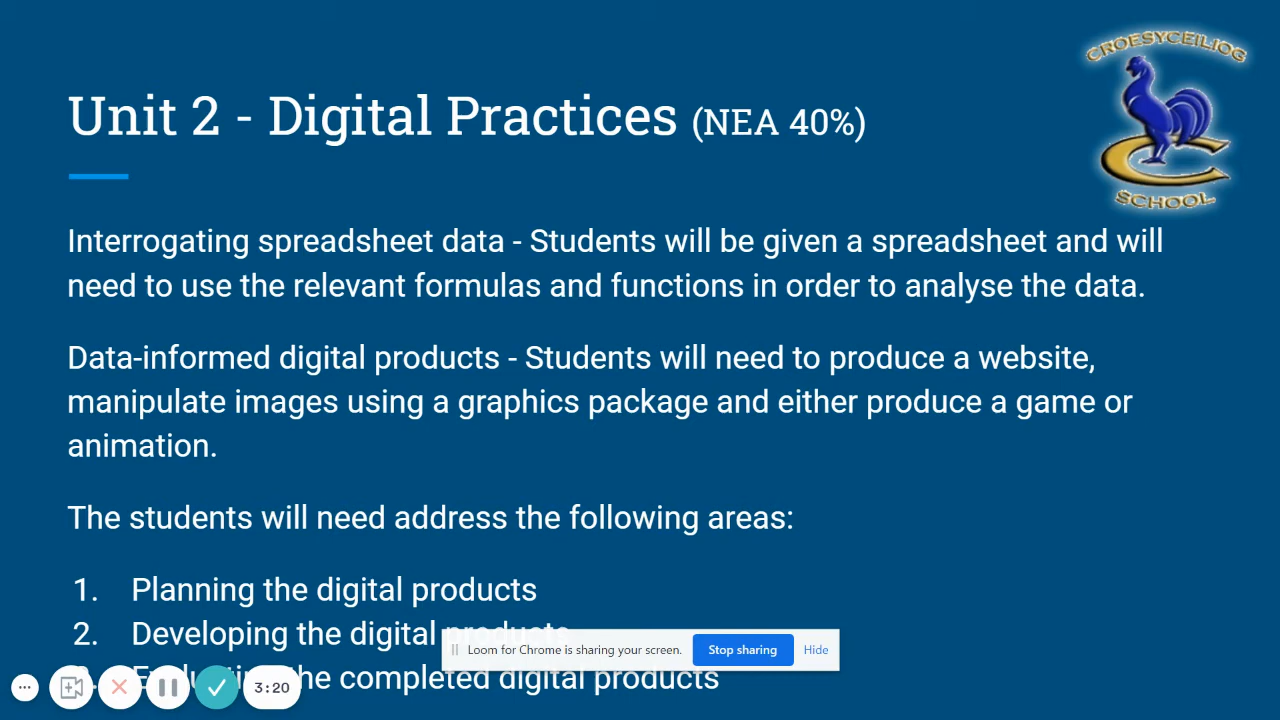 CROESYCEILIOG
SCHOOL
Unit 2 - Digital Practices (NEA 40%)
Interrogating spreadsheet data - Students will be given a spreadsheet and will
need to use the relevant formulas and functions in order to analyse the data.
Data-informed digital products - Students will need to produce a website,
manipulate images using a graphics package and either produce a game or
animation.
The students will need address the following areas:
1. Planning the digital products
2. Developing the digital products
Loom for Chrome is sharing your screen. Stop sharing Hide
the completed digital products
3:20